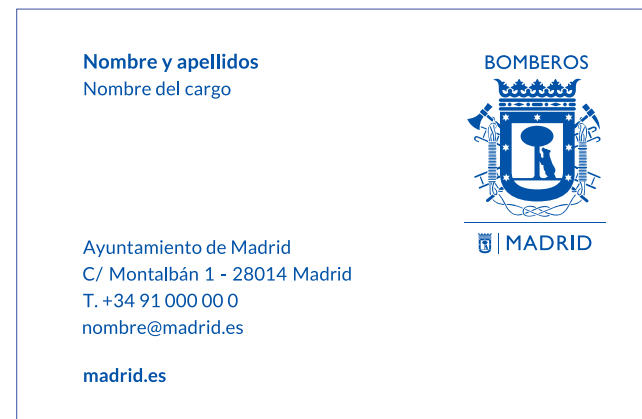 Nombre y apellidos
Nombre del cargo
BOMBEROS
MADRID
Ayuntamiento de Madrid
C/ Montalbán 1 - 28014 Madrid
T. +34 91 000 00 0
nombre@madrid.es
madrid.es